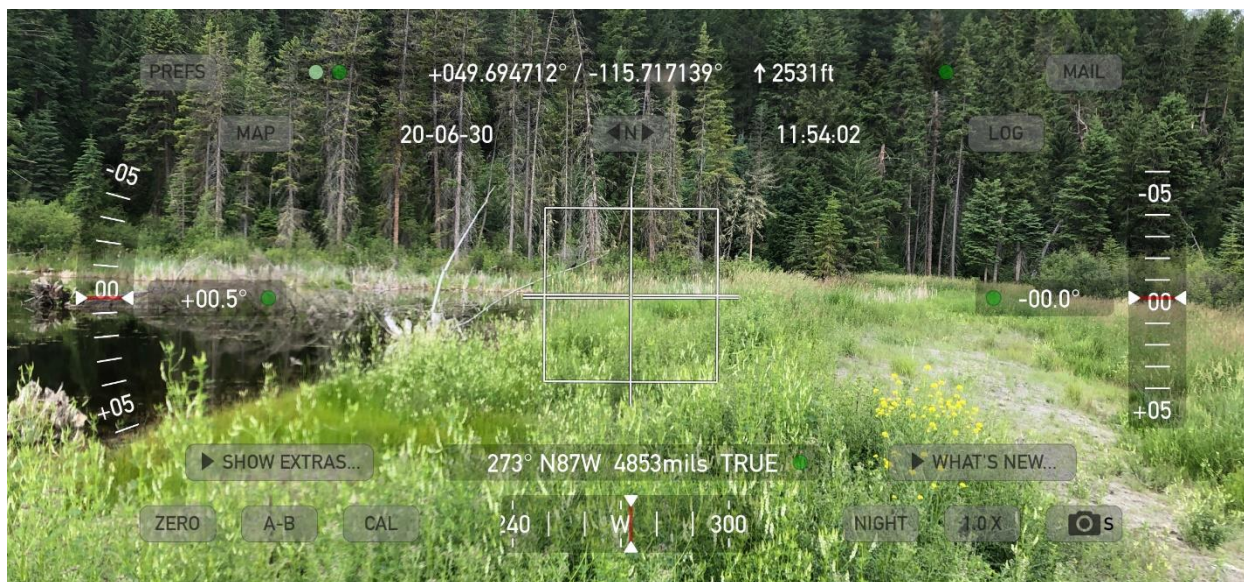 PREFS +049.694712° / -115.717139° ↑ 2531ft MAIL
MAP 20-06-30 ◀N▶ 11:54:02 LOG
-05 -05
00 00
+00.5° -00.0°
+05 +05
▶ SHOW EXTRAS... 273° N87W 4853mils TRUE ▶ WHAT'S NEW...
ZERO A-B CAL 240 W 300 NIGHT 1.0 X S